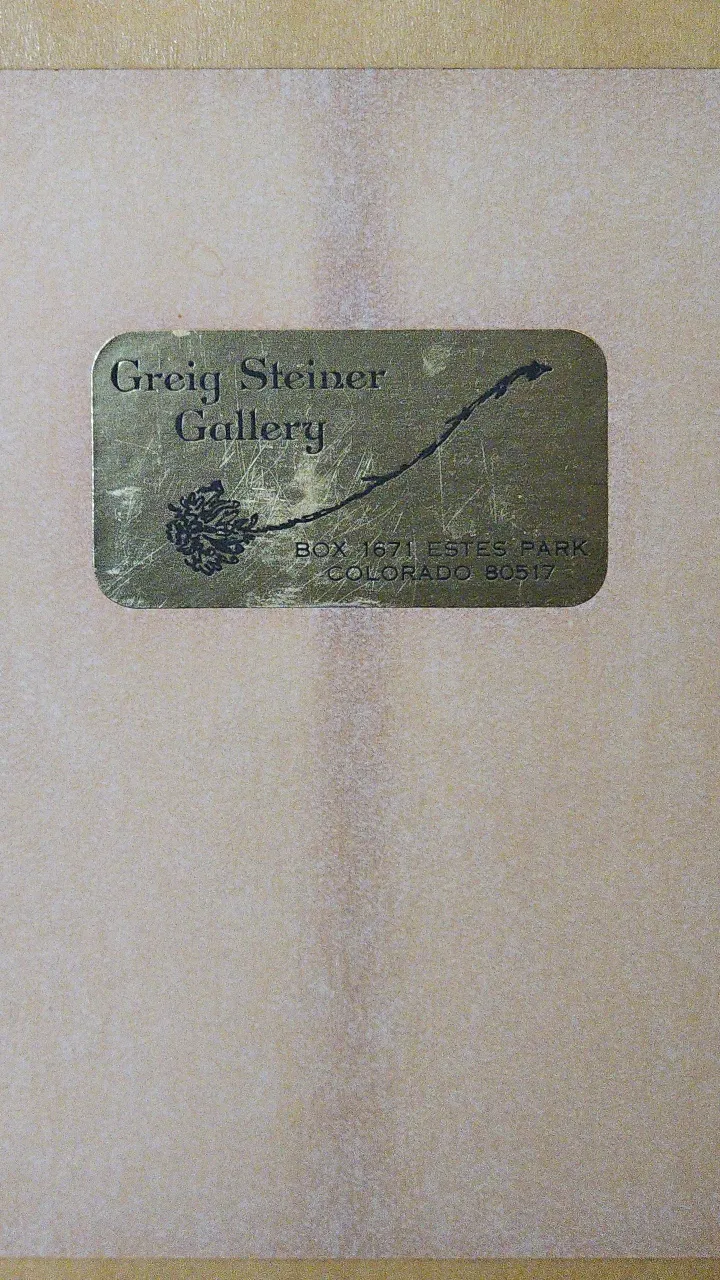 Greig Steiner
Gallery
BOX 1671 ESTES PARK
COLORADO 80517